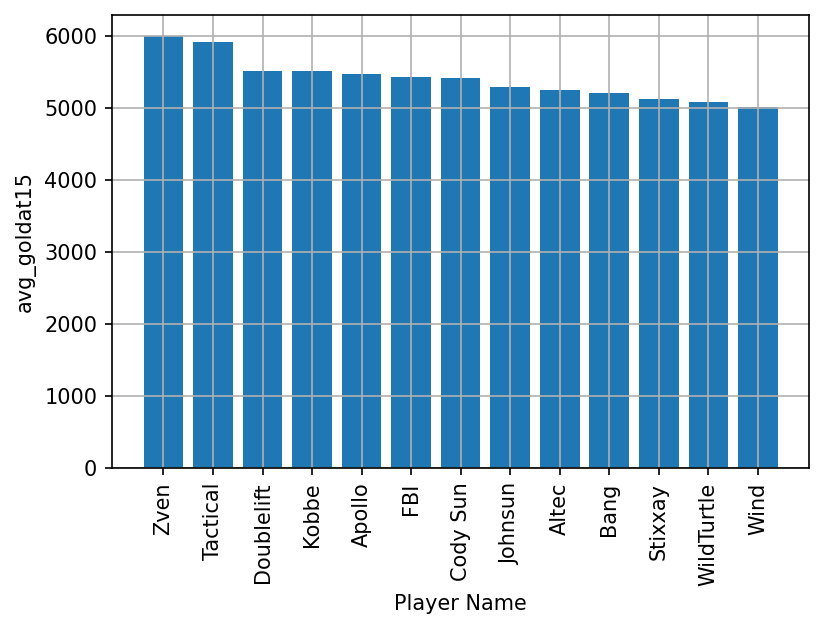 6000
5000
4000
3000
2000
1000
0
avg_goldat15
Zven
Tactical
Doublelift
Kobbe
Apollo
FBI
Cody Sun
Johnsun
Altec
Bang
Stixxay
WildTurtle
Wind
Player Name